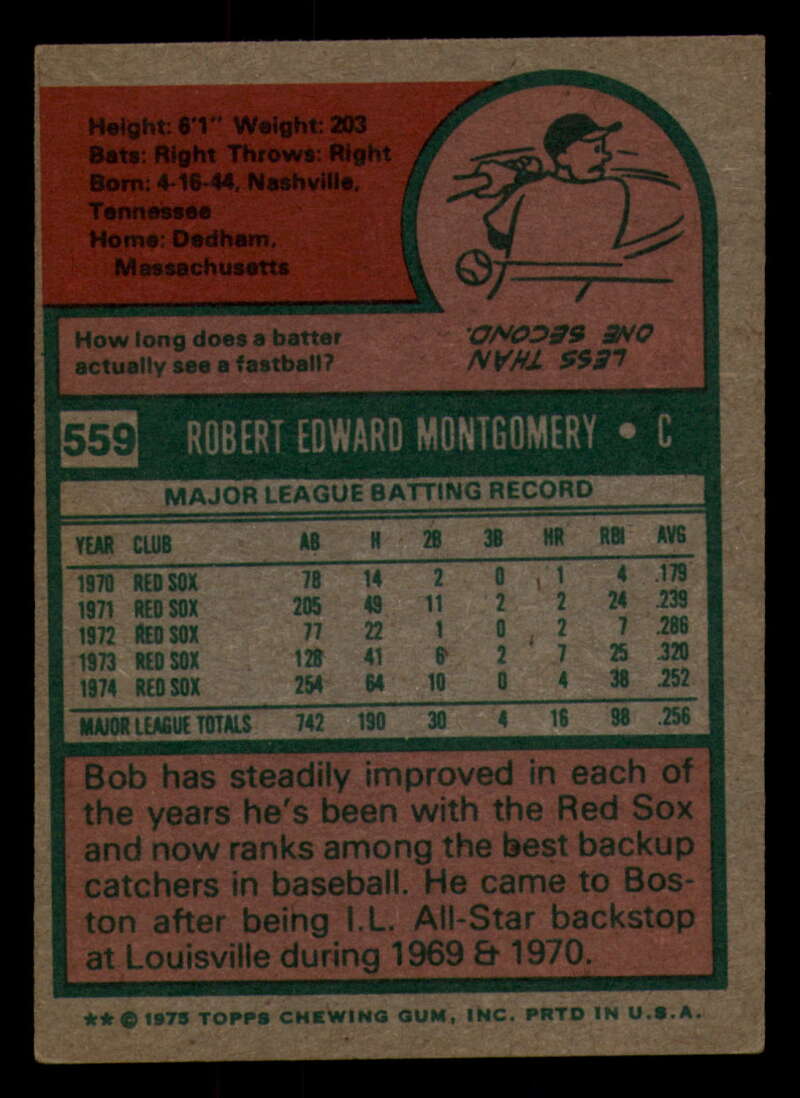 Height: 6'1" Weight: 203
Bats: Right Throws: Right
Born: 4-16-44, Nashville,
Tennessee
Home: Dedham,
Massachusetts
How long does a batter
actually see a fastball?
LESS THAN
ONE SECOND.
559 ROBERT EDWARD MONTGOMERY • C
MAJOR LEAGUE BATTING RECORD
YEAR CLUB AB H 2B 3B HR RBI AVG
1970 RED SOX 78 14 2 0 1 4 .179
1971 RED SOX 205 49 11 2 2 24 .239
1972 RED SOX 77 22 1 0 2 7 .286
1973 RED SOX 128 41 6 2 7 25 .320
1974 RED SOX 254 64 10 0 4 38 .252
MAJOR LEAGUE TOTALS 742 190 30 4 16 98 .256
Bob has steadily improved in each of
the years he's been with the Red Sox
and now ranks among the best backup
catchers in baseball. He came to Bos-
ton after being I.L. All-Star backstop
at Louisville during 1969 & 1970.
** © 1975 TOPPS CHEWING GUM, INC. PRTD IN U.S.A.